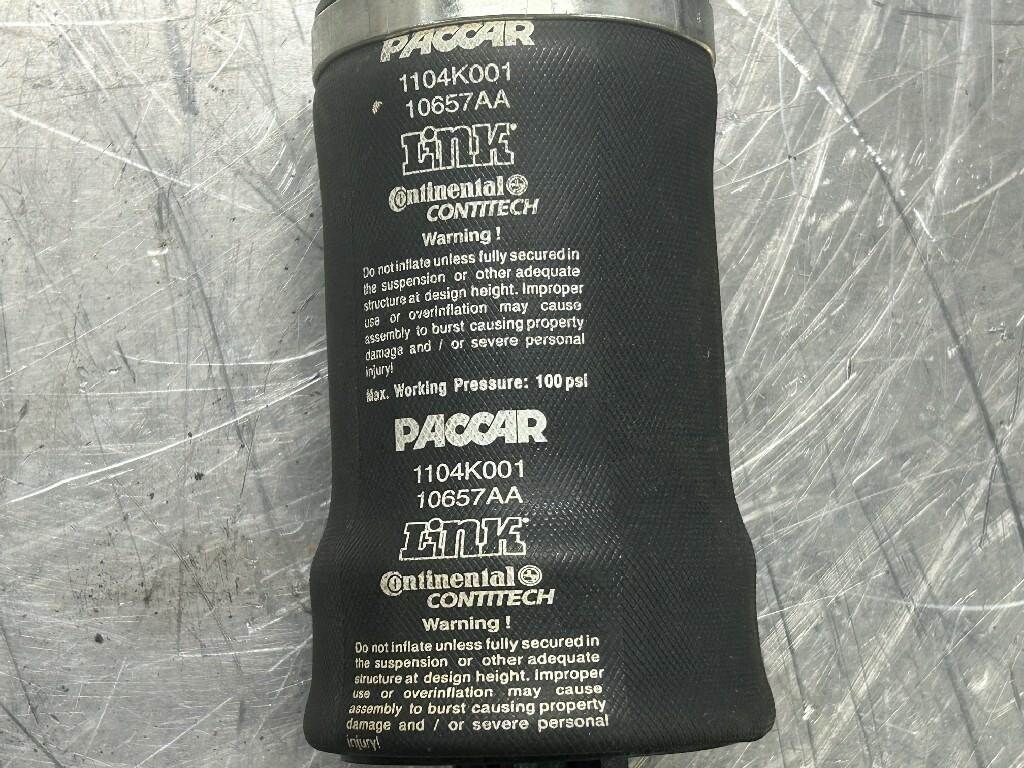 PACCAR
1104K001
10657AA
Link
Continental
CONTITECH
Warning !
Do not inflate unless fully secured in
the suspension or other adequate
structure at design height. Improper
use or overinflation may cause
assembly to burst causing property
damage and / or severe personal
injury!
Max. Working Pressure: 100 psi
PACCAR
1104K001
10657AA
Link
Continental
CONTITECH
Warning !
Do not inflate unless fully secured in
the suspension or other adequate
structure at design height. Improper
use or overinflation may cause
assembly to burst causing property
damage and / or severe personal
injury!